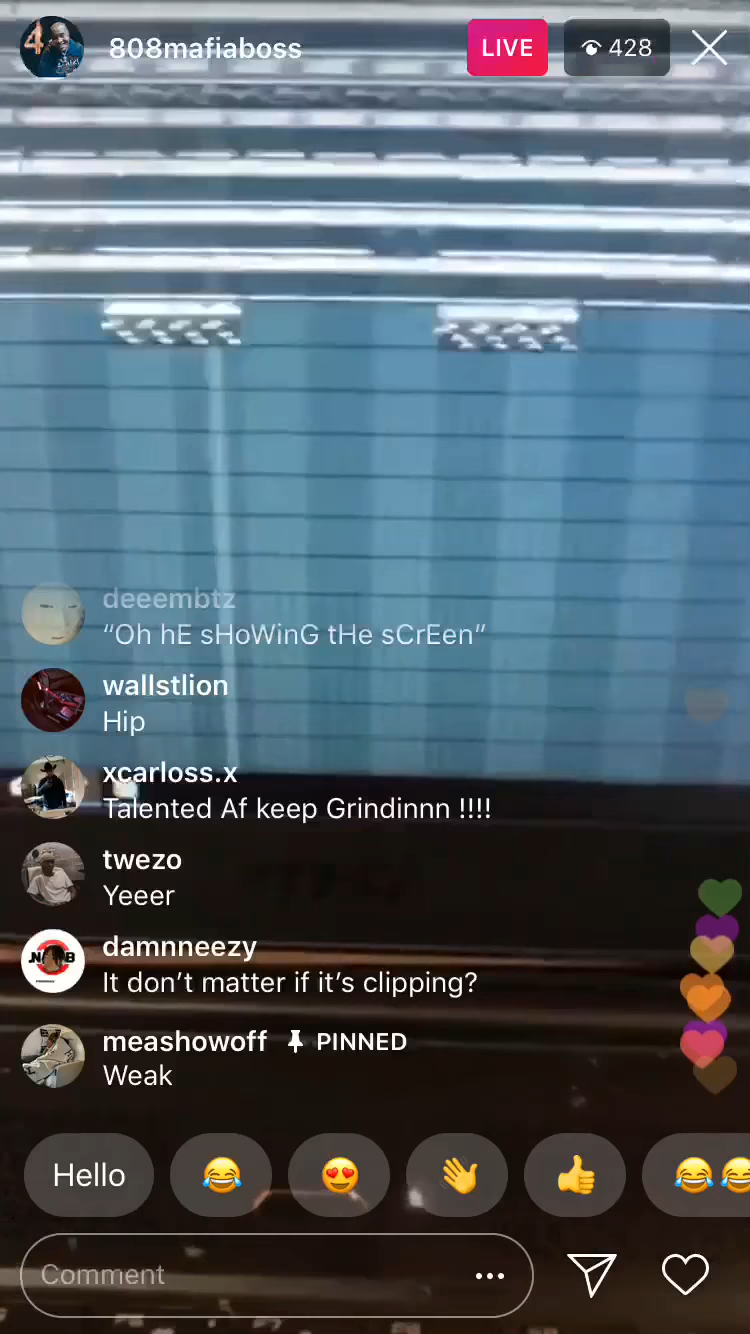 808mafiaboss
LIVE
428
deeembtz
“Oh hE sHoWinG tHe sCrEen”
wallstlion
Hip
xcarloss.x
Talented Af keep Grindinnn !!!!
twezo
Yeeer
damnneezy
It don’t matter if it’s clipping?
meashowoff PINNED
Weak
Hello
Comment